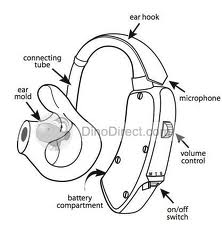 ear hook
connecting
tube
ear
mold
microphone
DinoDirect.com
volume
control
M T O
battery
compartment
on/off
switch